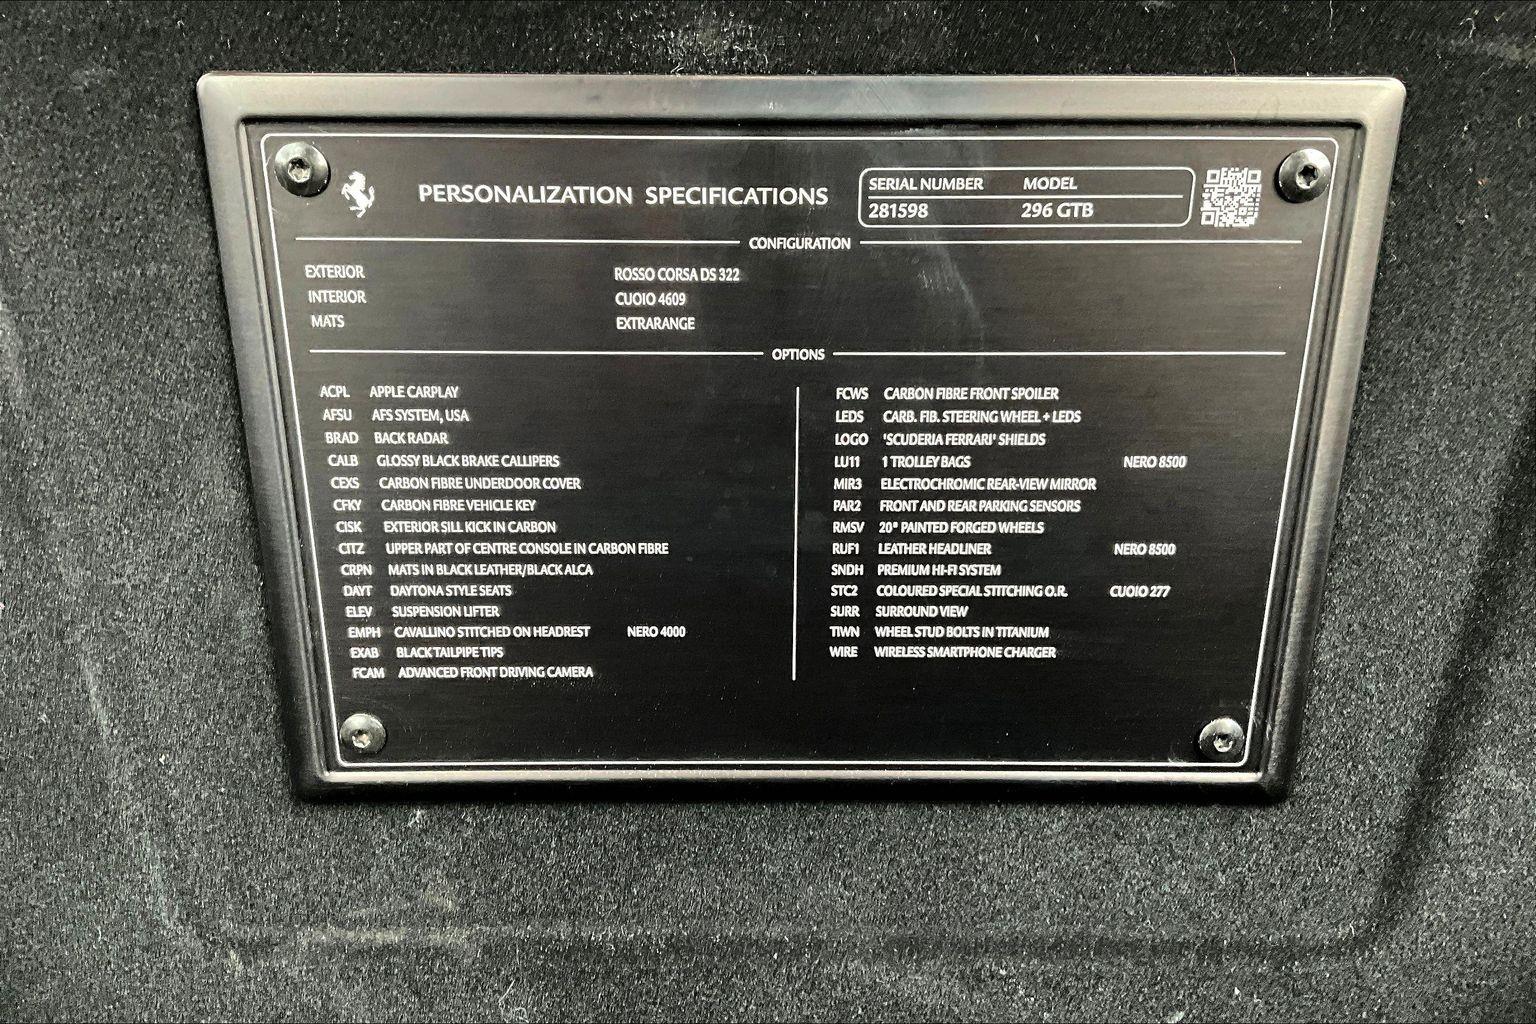 PERSONALIZATION SPECIFICATIONS
SERIAL NUMBER MODEL
281598 296 GTB
CONFIGURATION
EXTERIOR ROSSO CORSA DS 322
INTERIOR CUOIO 4609
MATS EXTRARANGE
OPTIONS
ACPL APPLE CARPLAY
AFSU AFS SYSTEM, USA
BRAD BACK RADAR
CALB GLOSSY BLACK BRAKE CALLIPERS
CEXS CARBON FIBRE UNDERDOOR COVER
CFKY CARBON FIBRE VEHICLE KEY
CISK EXTERIOR SILL KICK IN CARBON
CITZ UPPER PART OF CENTRE CONSOLE IN CARBON FIBRE
CRPN MATS IN BLACK LEATHER/BLACK ALCA
DAYT DAYTONA STYLE SEATS
ELEV SUSPENSION LIFTER
EMPH CAVALLINO STITCHED ON HEADREST NERO 4000
EXAB BLACK TAILPIPE TIPS
FCAM ADVANCED FRONT DRIVING CAMERA
FCWS CARBON FIBRE FRONT SPOILER
LEDS CARB. FIB. STEERING WHEEL + LEDS
LOGO 'SCUDERIA FERRARI' SHIELDS
LU11 1 TROLLEY BAGS NERO 8500
MIR3 ELECTROCHROMIC REAR-VIEW MIRROR
PAR2 FRONT AND REAR PARKING SENSORS
RMSV 20" PAINTED FORGED WHEELS
RUF1 LEATHER HEADLINER NERO 8500
SNDH PREMIUM HI-FI SYSTEM
STC2 COLOURED SPECIAL STITCHING O.R. CUOIO 277
SURR SURROUND VIEW
TIWN WHEEL STUD BOLTS IN TITANIUM
WIRE WIRELESS SMARTPHONE CHARGER